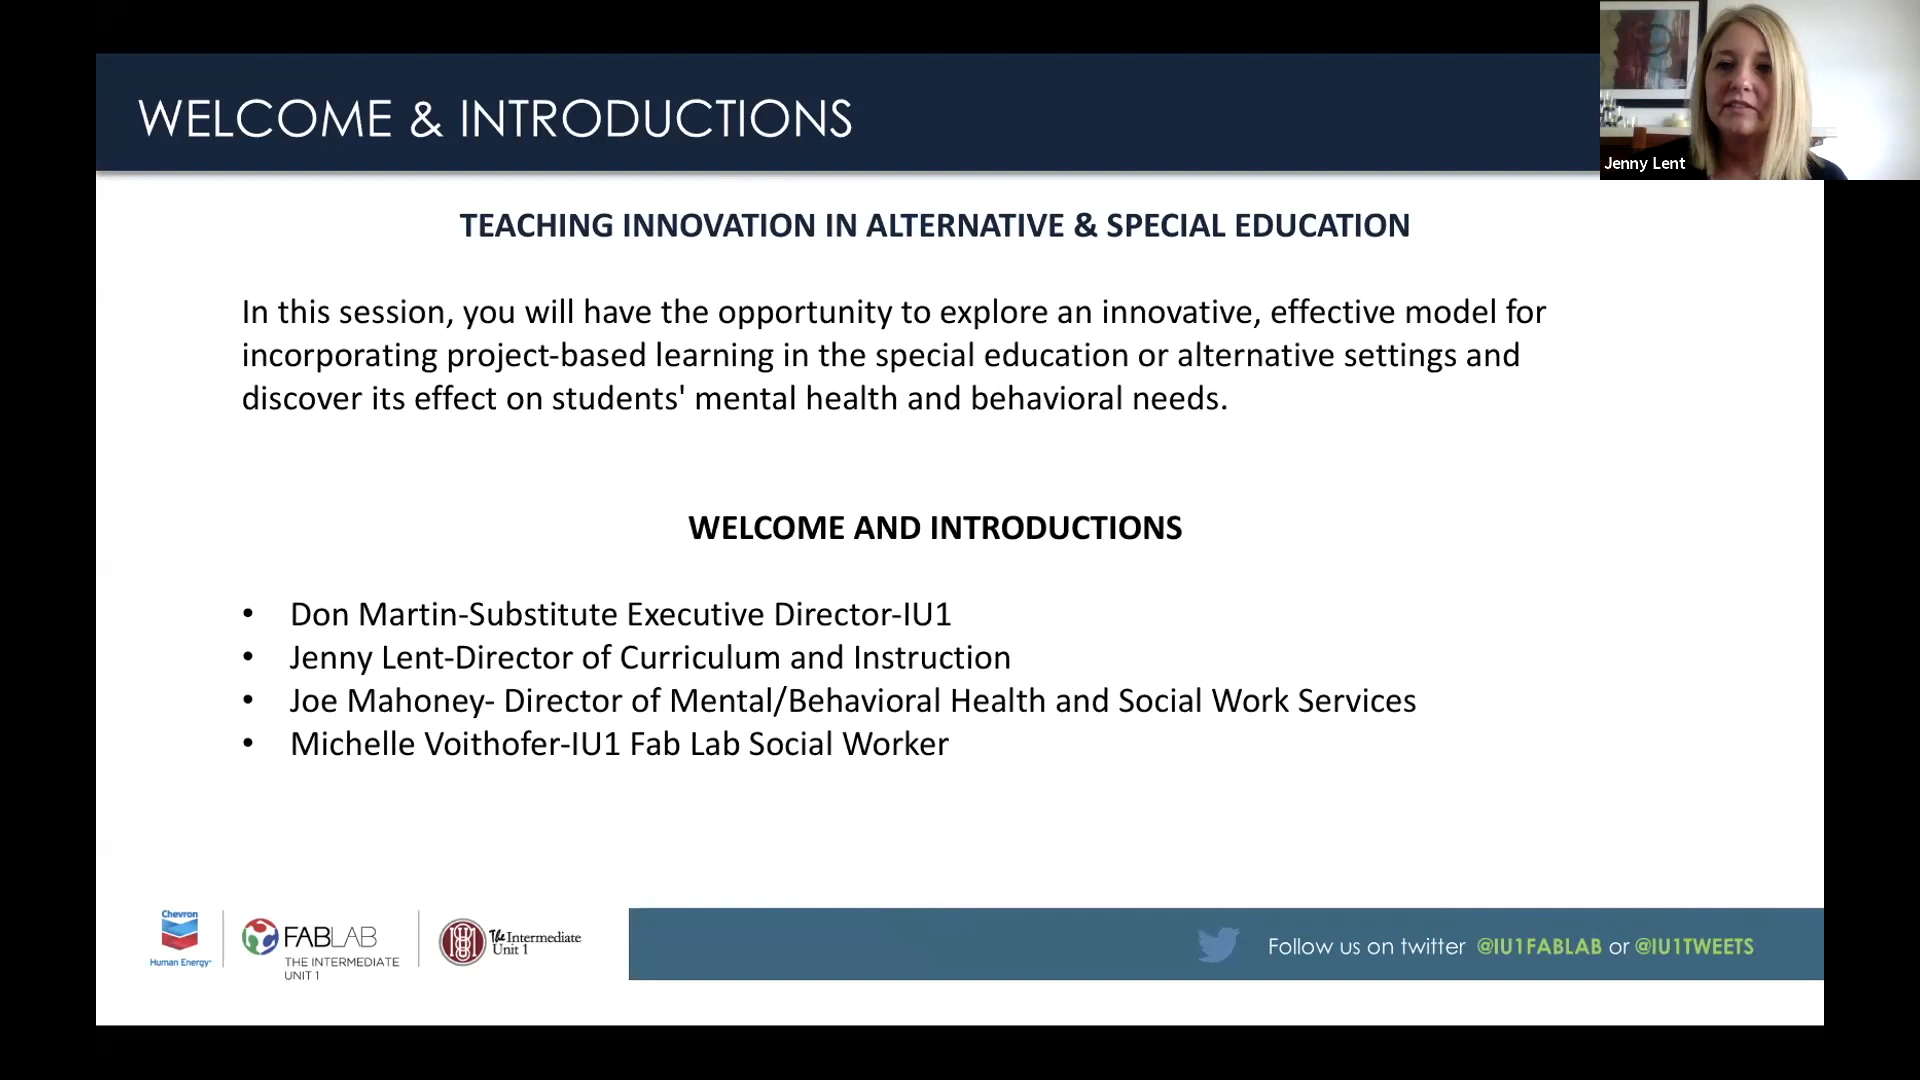 WELCOME & INTRODUCTIONS
Jenny Lent
TEACHING INNOVATION IN ALTERNATIVE & SPECIAL EDUCATION
In this session, you will have the opportunity to explore an innovative, effective model for
incorporating project-based learning in the special education or alternative settings and
discover its effect on students' mental health and behavioral needs.
WELCOME AND INTRODUCTIONS
• Don Martin-Substitute Executive Director-IU1
• Jenny Lent-Director of Curriculum and Instruction
• Joe Mahoney- Director of Mental/Behavioral Health and Social Work Services
• Michelle Voithofer-IU1 Fab Lab Social Worker
Chevron
Human Energy®
FABLAB
THE INTERMEDIATE
UNIT 1
The Intermediate
Unit 1
Follow us on twitter @IU1FABLAB or @IU1TWEETS